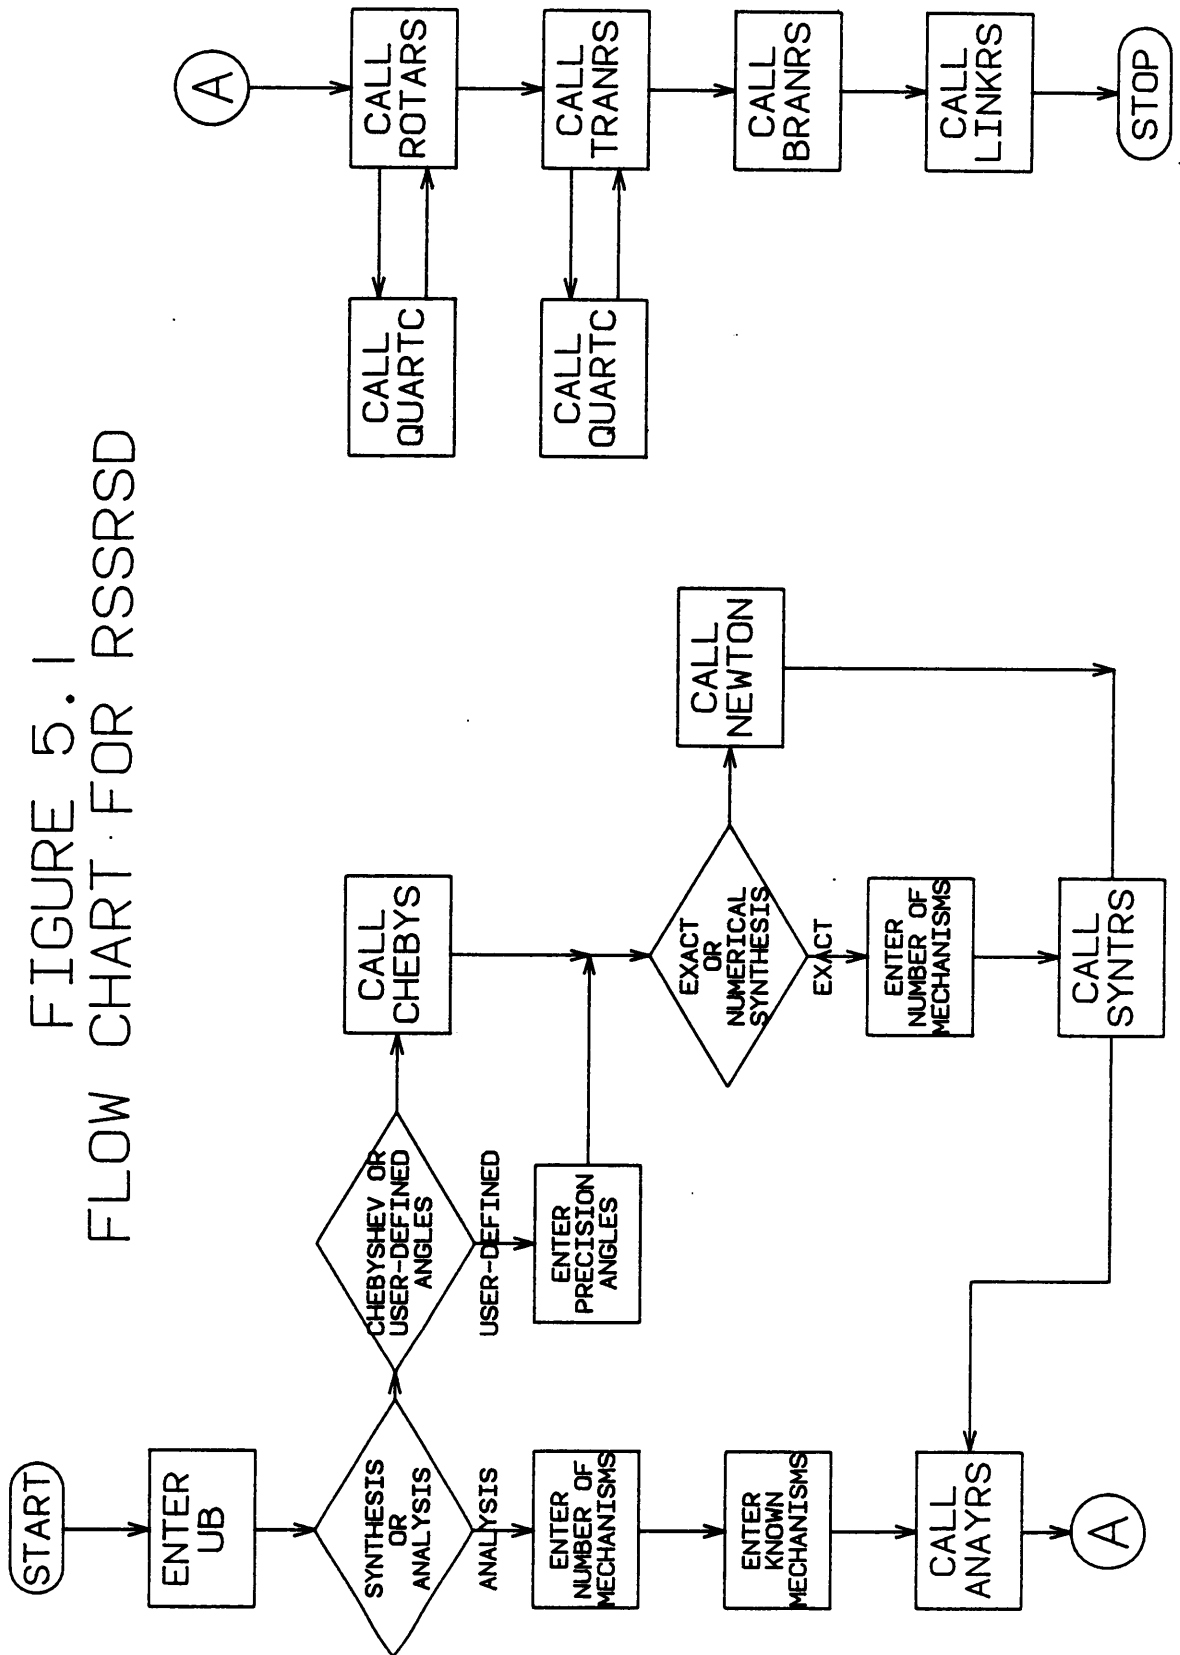 FIGURE 5.1
FLOW CHART FOR RSSRSD
START
ENTER
UB
SYNTHESIS
OR
ANALYSIS
ANALYSIS
ENTER
NUMBER OF
MECHANISMS
ENTER
KNOWN
MECHANISMS
CALL
ANAYRS
A
CHEBYSHEV OR
USER-DEFINED
ANGLES
USER-DEFINED
ENTER
PRECISION
ANGLES
CALL
CHEBYS
EXACT
OR
NUMERICAL
SYNTHESIS
EXACT
ENTER
NUMBER OF
MECHANISMS
CALL
SYNTRS
CALL
NEWTON
A
CALL
ROTARS
CALL
QUARTC
CALL
TRANRS
CALL
QUARTC
CALL
BRANRS
CALL
LINKRS
STOP